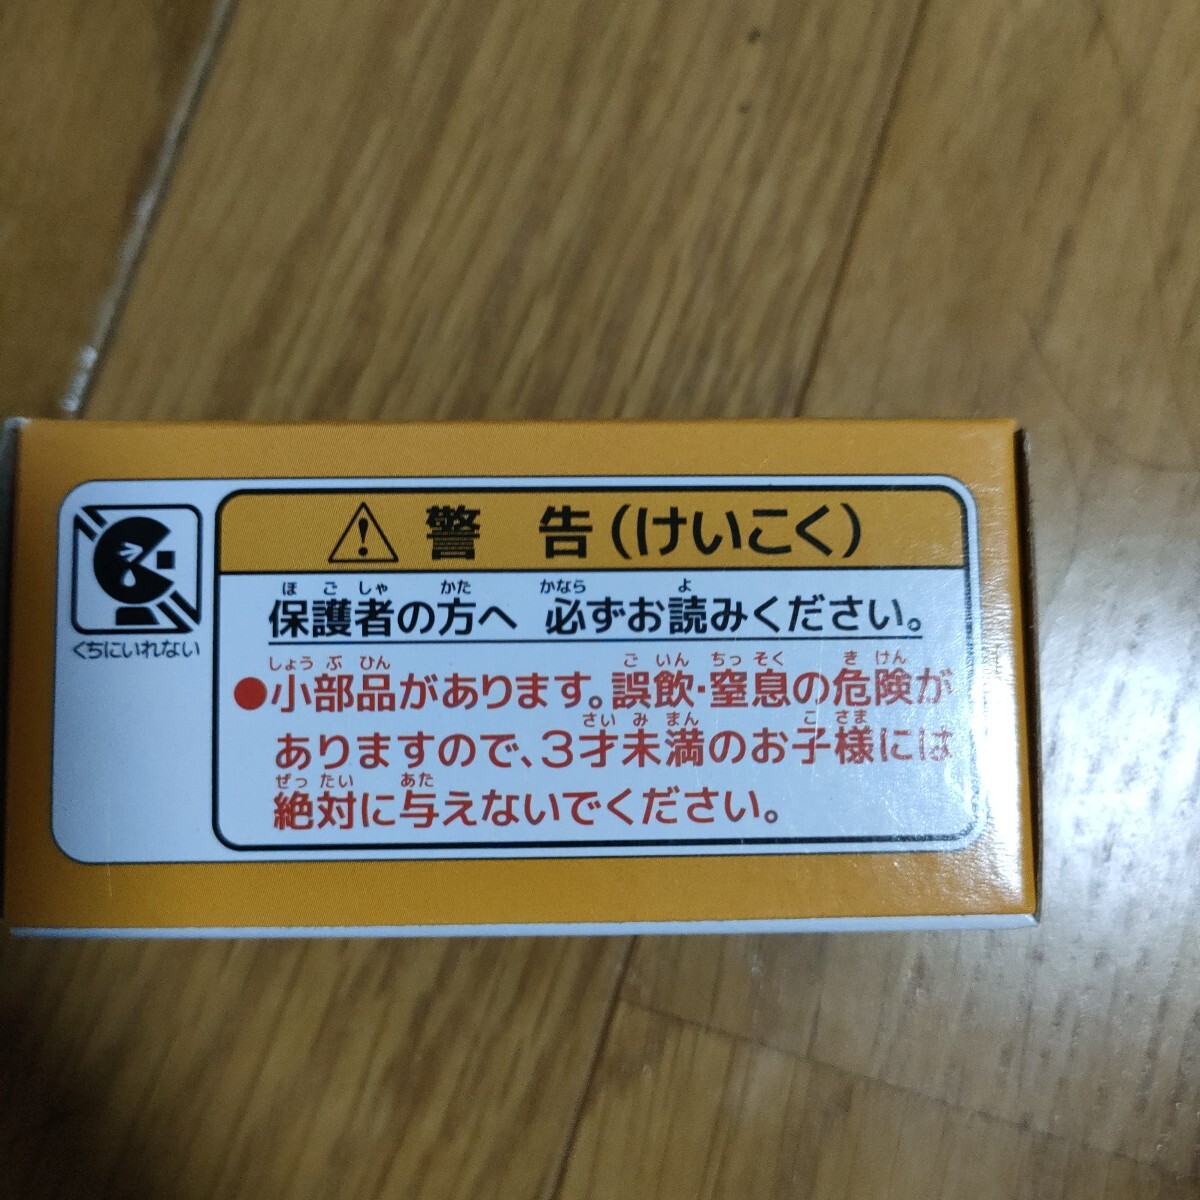 ⚠ 警 告(けいこく)
くちにいれない
ほ ご しゃ かた かなら よ
保護者の方へ 必ずお読みください。
しょう ぶ ひん ご いん ちっ そく き けん
●小部品があります。誤飲・窒息の危険が
さい み まん こ さま
ありますので、3才未満のお子様には
ぜっ たい あた
絶対に与えないでください。